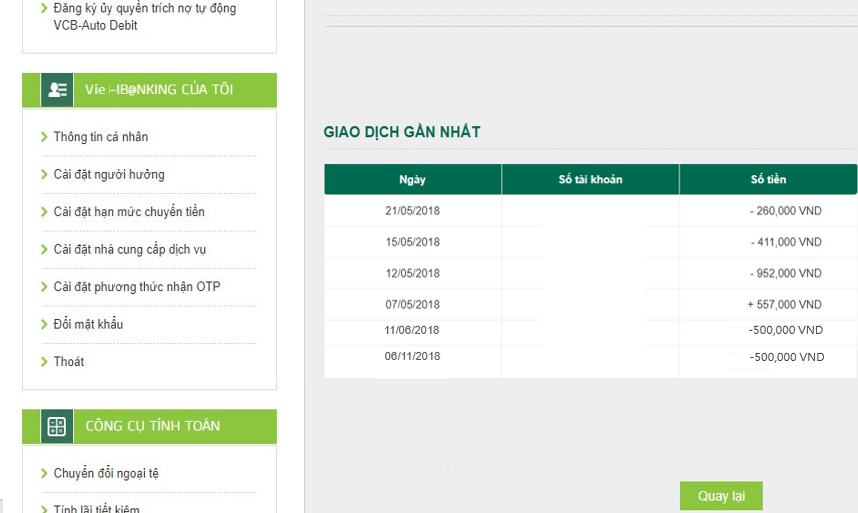 Đăng ký ủy quyền trích nợ tự động
VCB-Auto Debit
Vie -IB@NKING CỦA TÔI
Thông tin cá nhân
Cài đặt người hưởng
Cài đặt hạn mức chuyển tiền
Cài đặt nhà cung cấp dịch vụ
Cài đặt phương thức nhận OTP
Đổi mật khẩu
Thoát
CÔNG CỤ TÍNH TOÁN
Chuyển đổi ngoại tệ
Tính lãi tiết kiệm
GIAO DỊCH GẦN NHẤT
Ngày Số tài khoản Số tiền
21/05/2018 - 260,000 VND
15/05/2018 - 411,000 VND
12/05/2018 - 952,000 VND
07/05/2018 + 557,000 VND
11/06/2018 -500,000 VND
06/11/2018 -500,000 VND
Quay lại